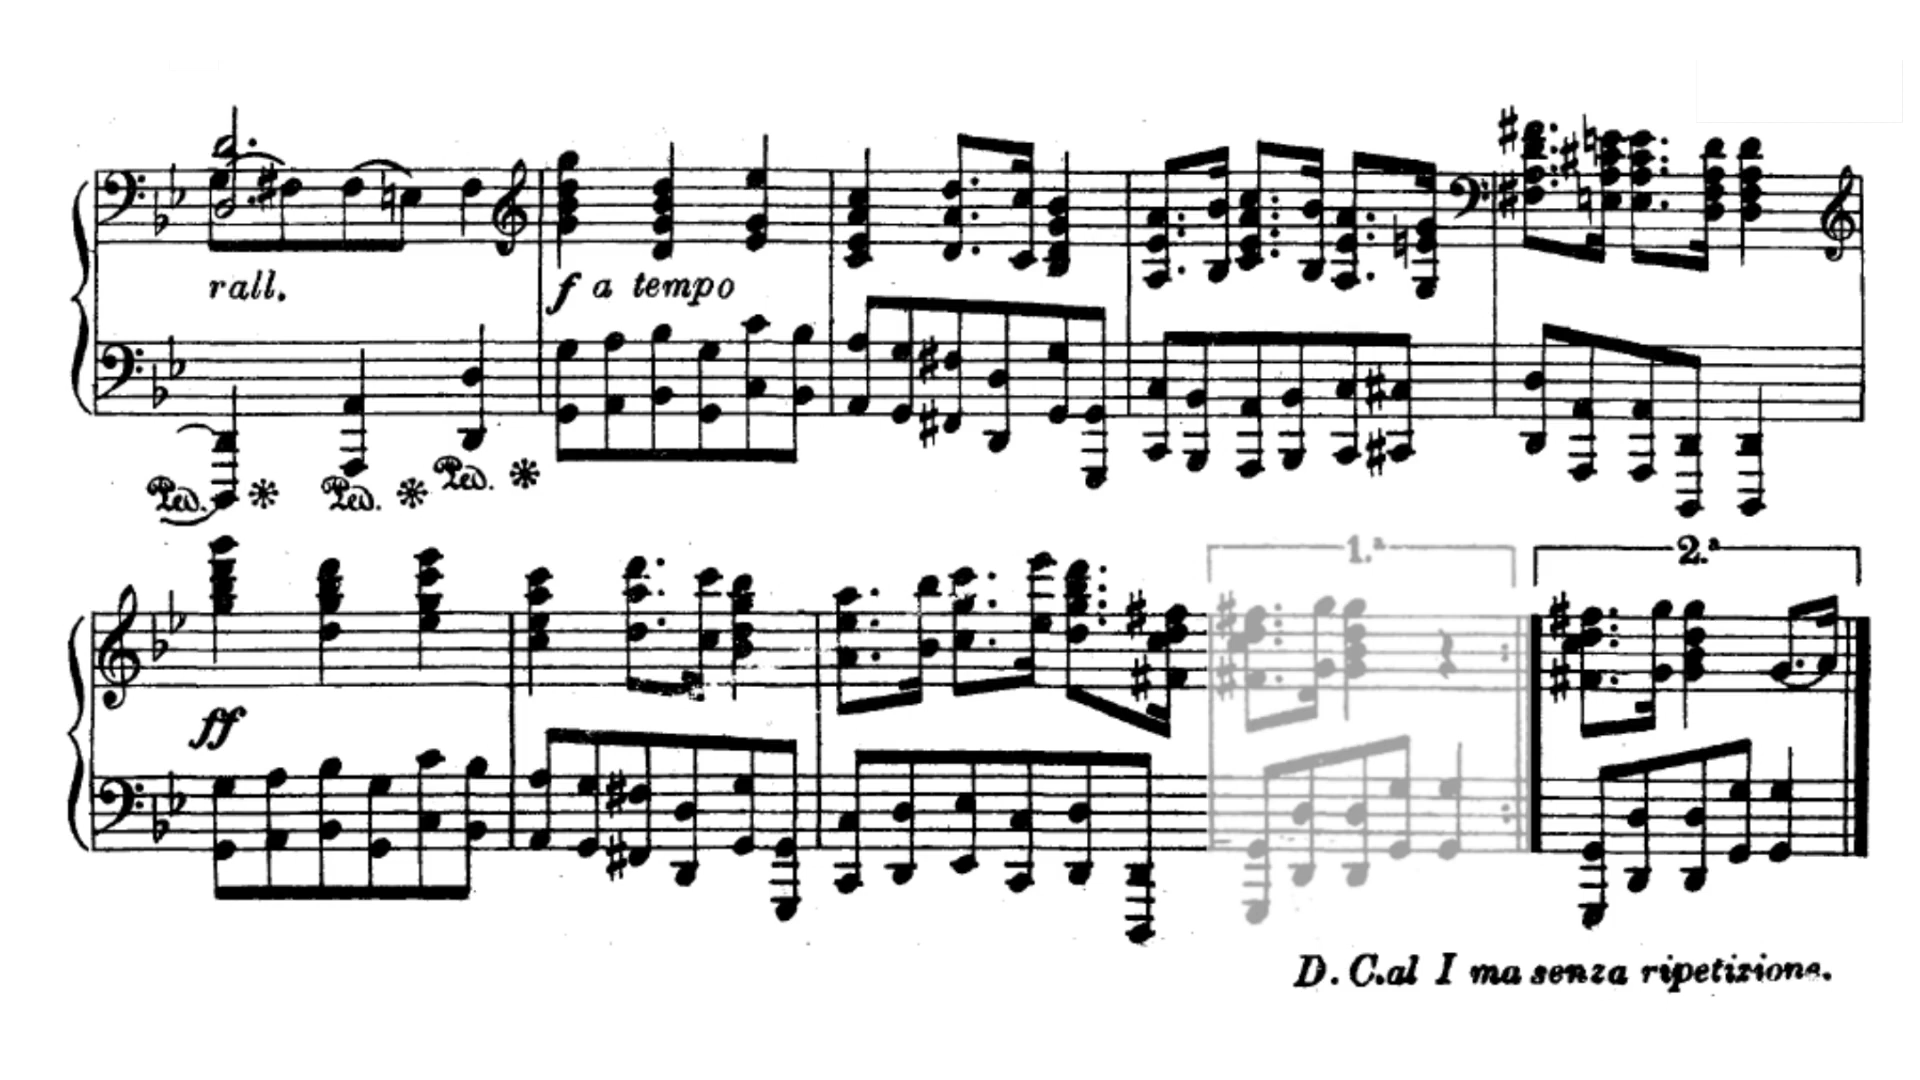 rall.
f a tempo
Ped. * Ped. * Ped. *
1.ª 2.ª
ff
D. C. al I ma senza ripetizione.